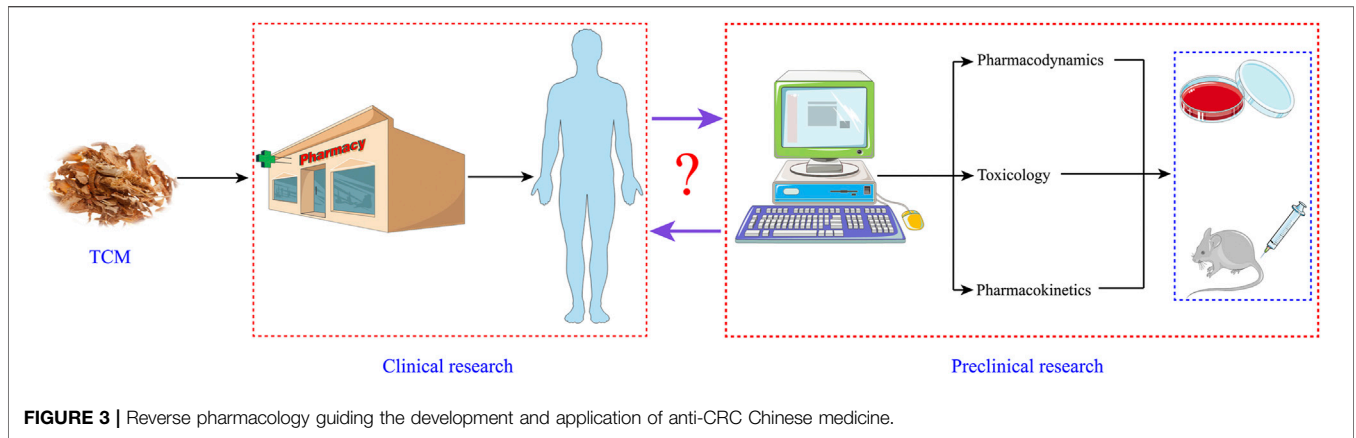 TCM
Pharmacy
Clinical research
?
Pharmacodynamics
Toxicology
Pharmacokinetics
Preclinical research
FIGURE 3 | Reverse pharmacology guiding the development and application of anti-CRC Chinese medicine.